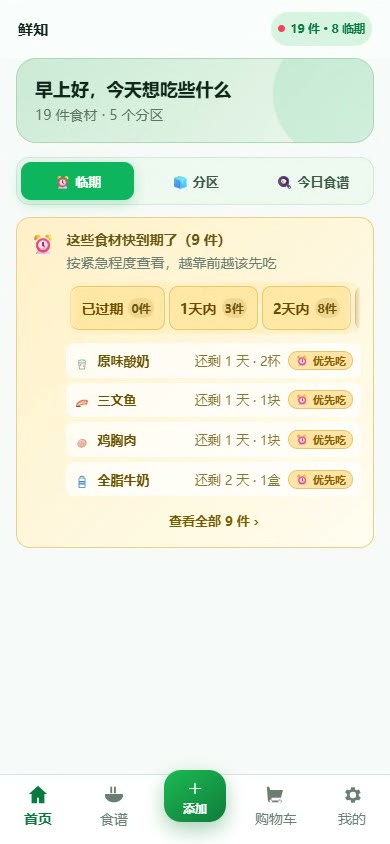 鲜知
19 件 · 8 临期
早上好，今天想吃些什么
19 件食材 · 5 个分区
临期
分区
今日食谱
这些食材快到期了（9 件）
按紧急程度查看，越靠前越该先吃
已过期 0件
1天内 3件
2天内 8件
原味酸奶 还剩 1 天 · 2杯 优先吃
三文鱼 还剩 1 天 · 1块 优先吃
鸡胸肉 还剩 1 天 · 1块 优先吃
全脂牛奶 还剩 2 天 · 1盒 优先吃
查看全部 9 件 ›
首页
食谱
+
添加
购物车
我的